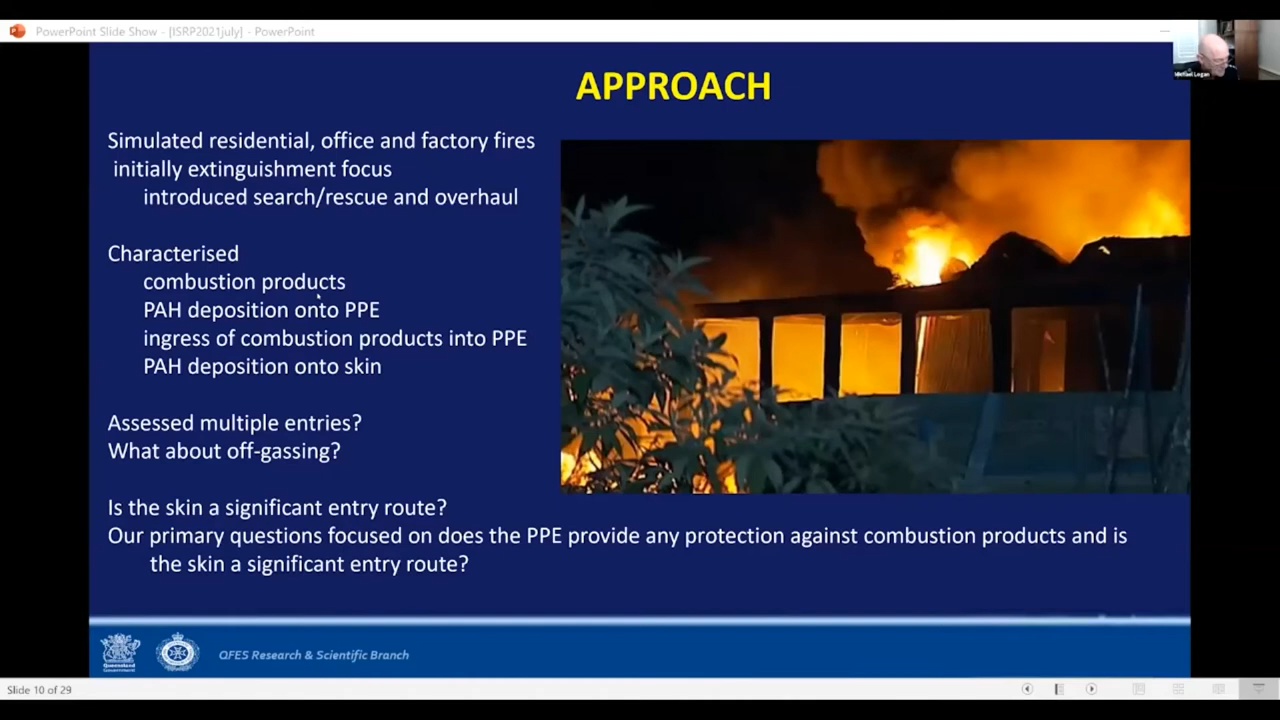 PowerPoint Slide Show - [ISRP2021july] - PowerPoint
Michael Logan
APPROACH
Simulated residential, office and factory fires
initially extinguishment focus
introduced search/rescue and overhaul
Characterised
combustion products
PAH deposition onto PPE
ingress of combustion products into PPE
PAH deposition onto skin
Assessed multiple entries?
What about off-gassing?
Is the skin a significant entry route?
Our primary questions focused on does the PPE provide any protection against combustion products and is
the skin a significant entry route?
Queensland
Government
QFES Research & Scientific Branch
Slide 10 of 29